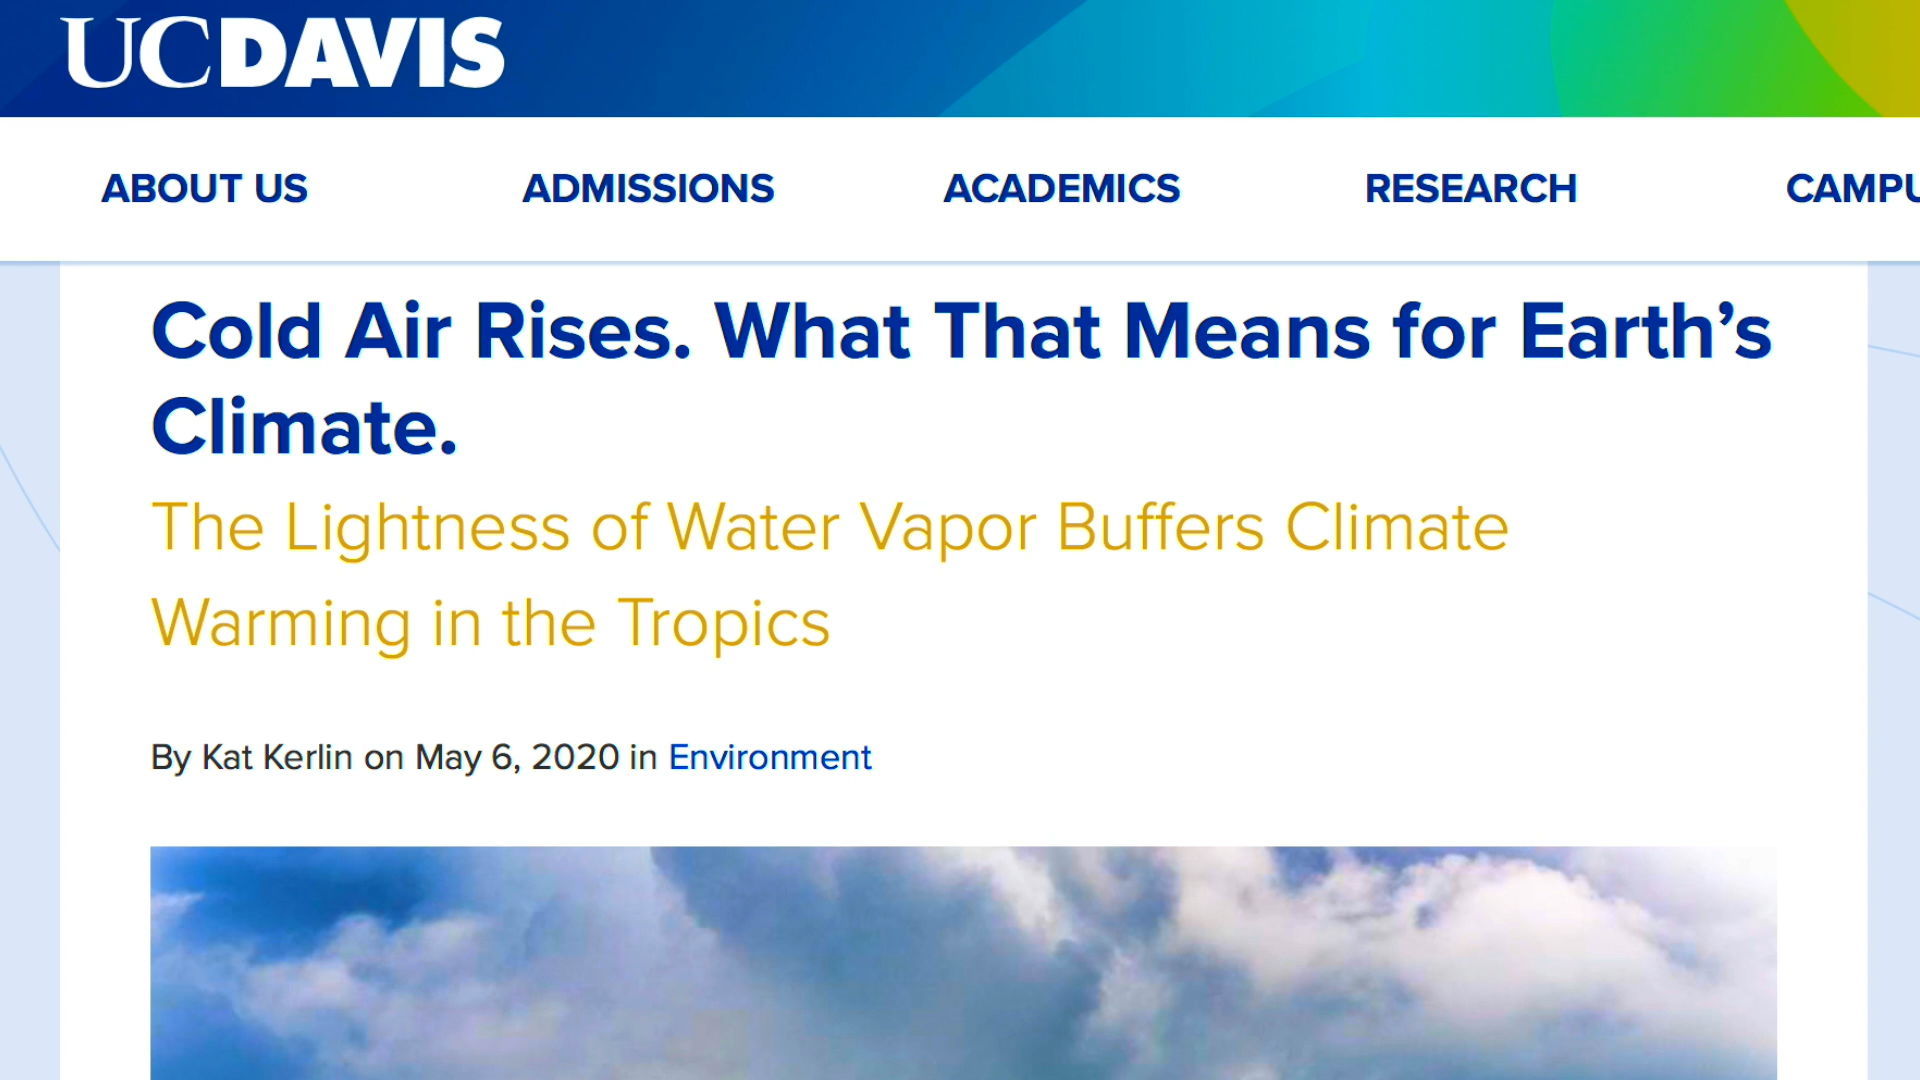 UCDAVIS
ABOUT US ADMISSIONS ACADEMICS RESEARCH CAMPU
Cold Air Rises. What That Means for Earth’s
Climate.
The Lightness of Water Vapor Buffers Climate
Warming in the Tropics
By Kat Kerlin on May 6, 2020 in Environment